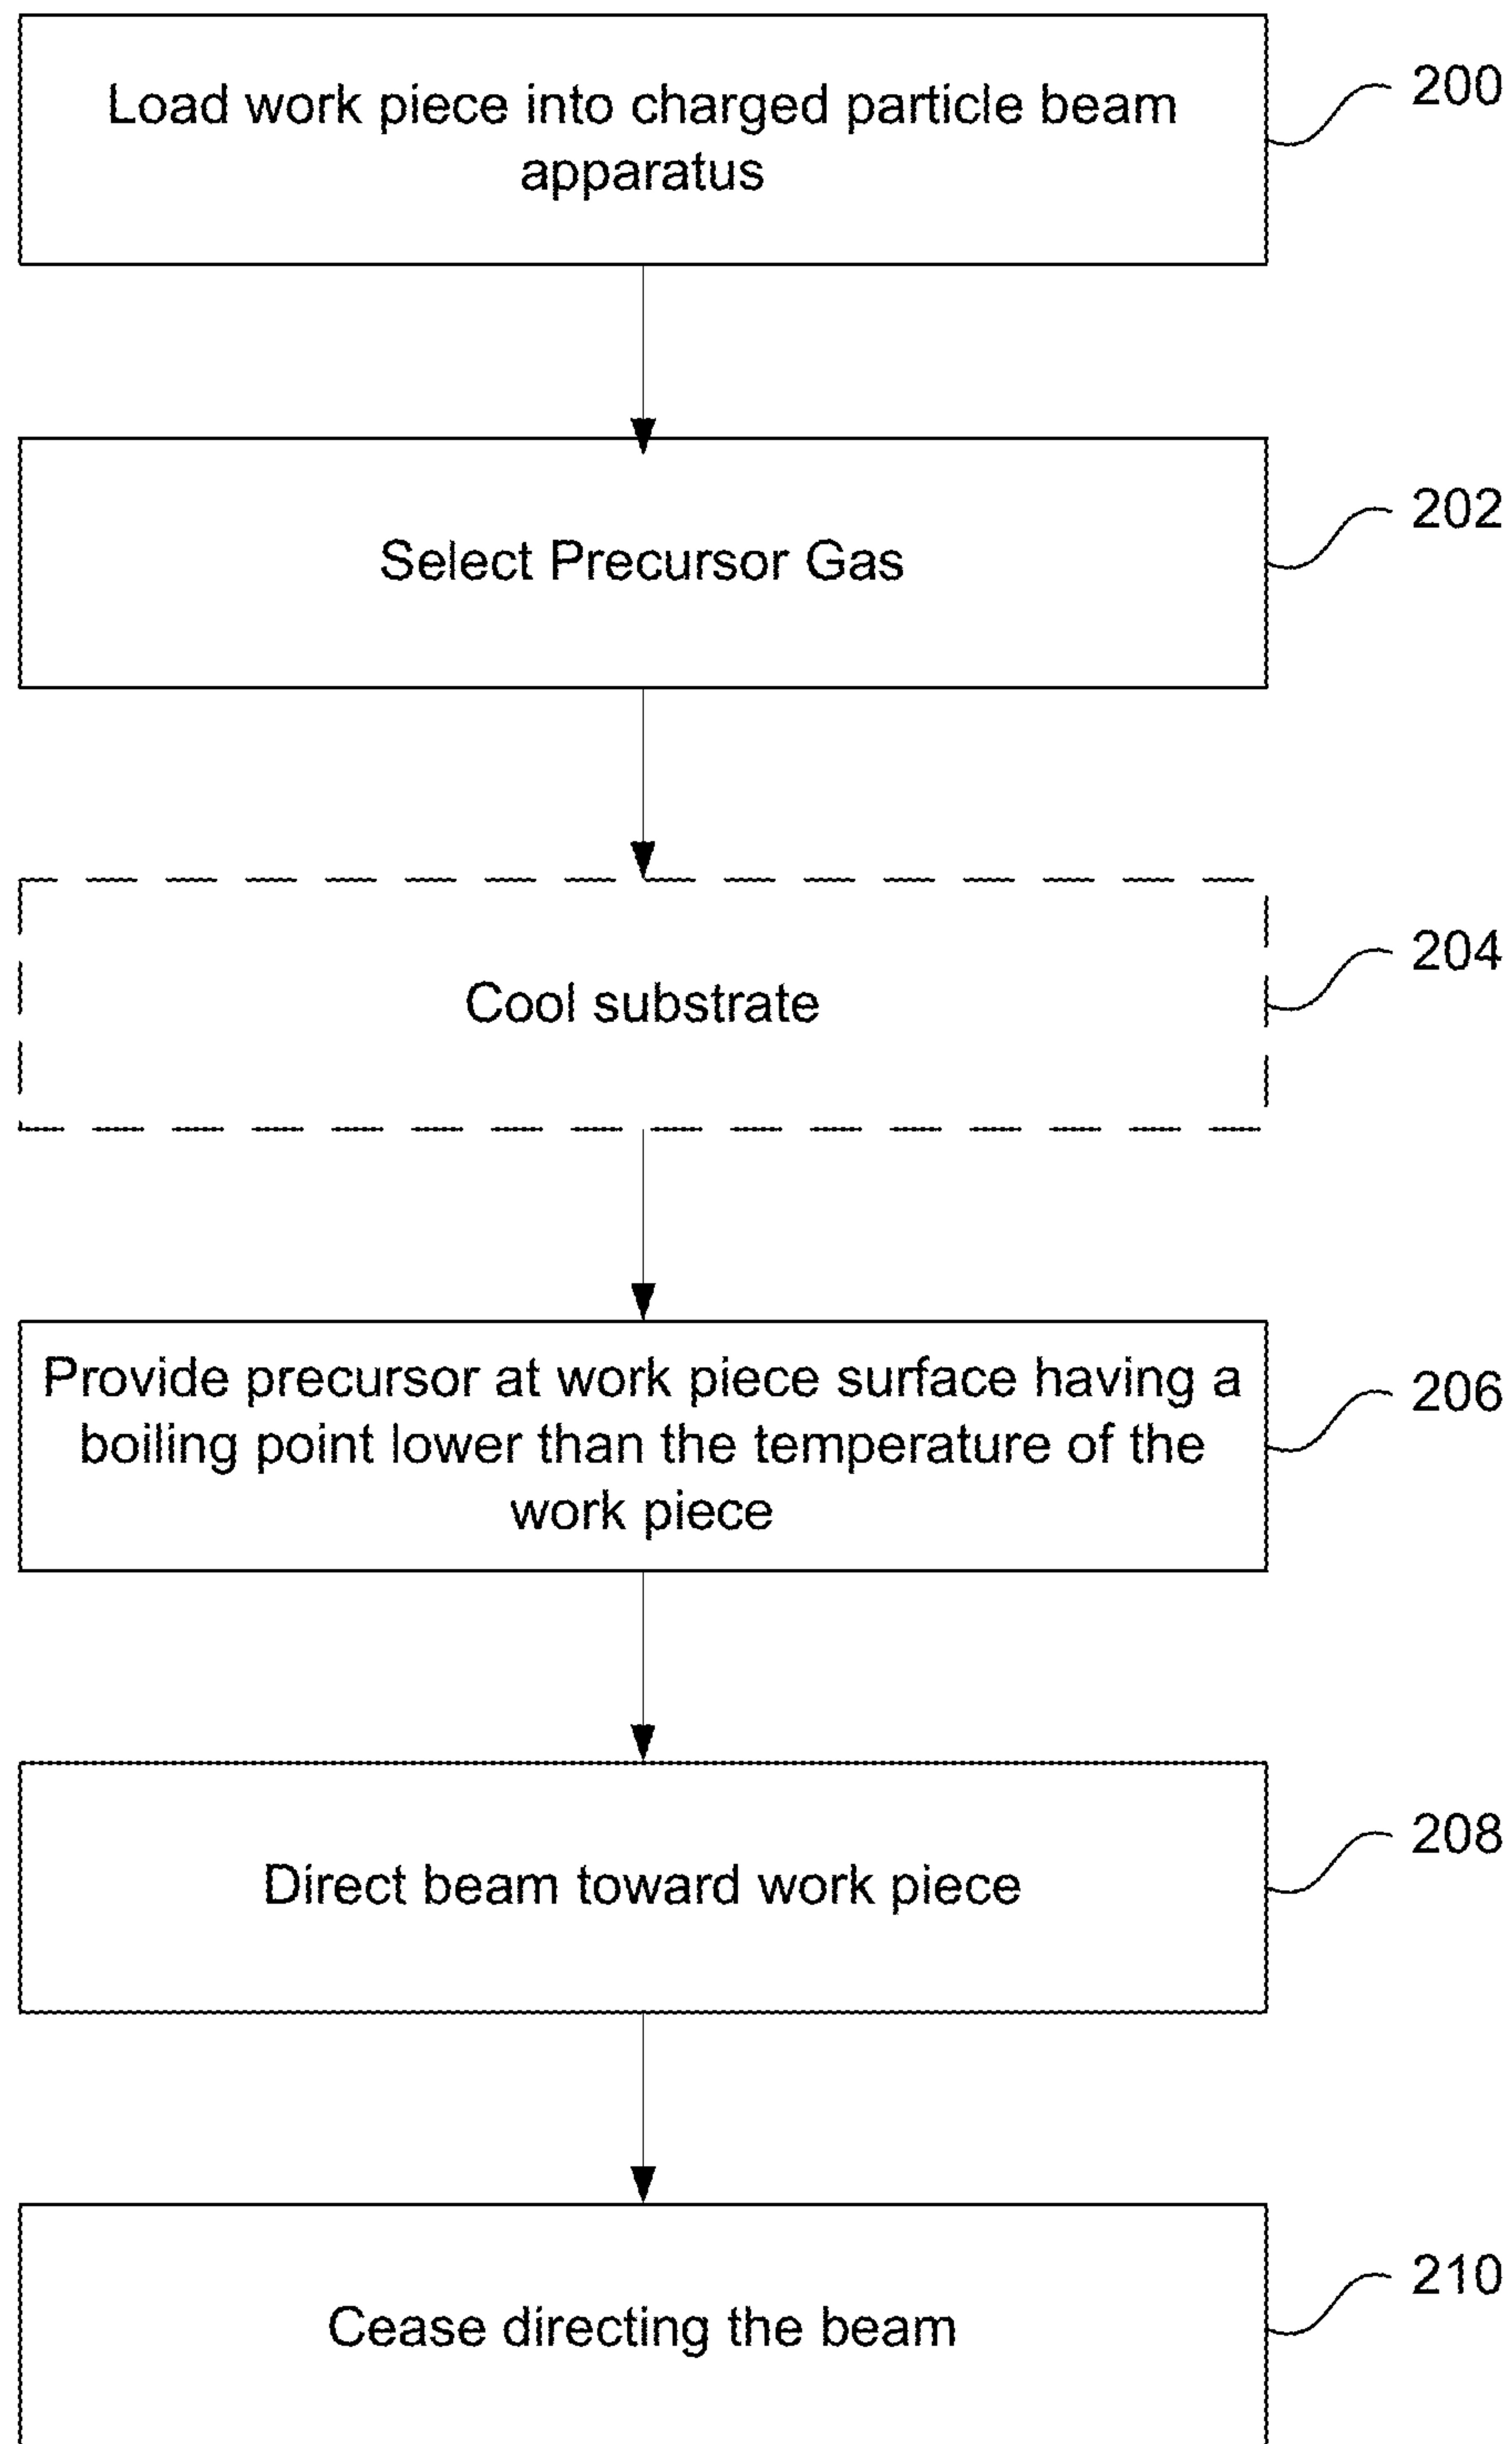 Load work piece into charged particle beam
apparatus
200
Select Precursor Gas
202
Cool substrate
204
Provide precursor at work piece surface having a
boiling point lower than the temperature of the
work piece
206
Direct beam toward work piece
208
Cease directing the beam
210